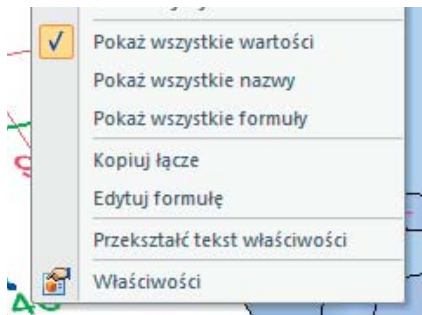 Pokaż wszystkie wartości
Pokaż wszystkie nazwy
Pokaż wszystkie formuły
Kopiuj łącze
Edytuj formułę
Przekształć tekst właściwości
Właściwości